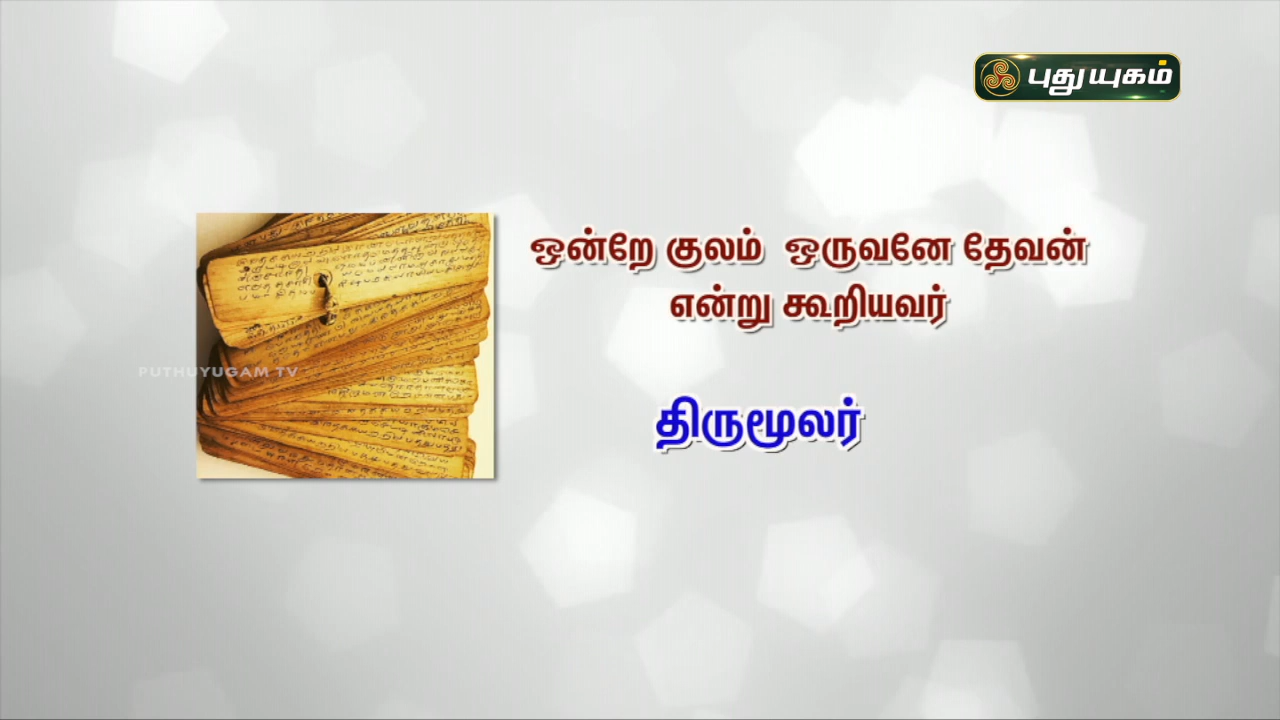 புதுயுகம்
ஒன்றே குலம் ஒருவனே தேவன்
என்று கூறியவர்
PUTHUYUGAM TV
திருமூலர்